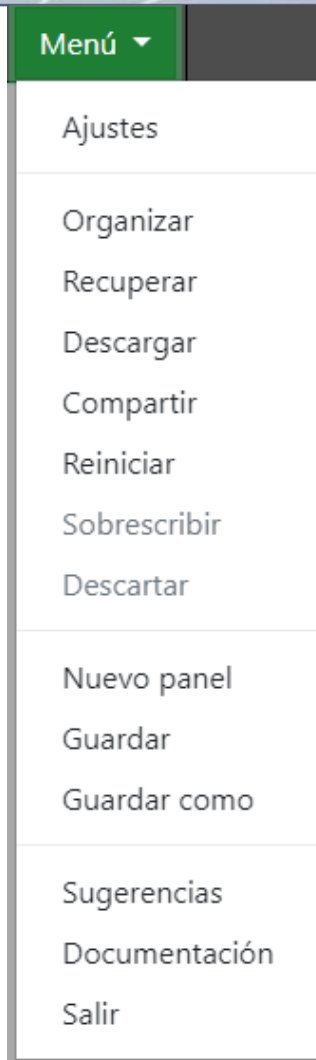 Menú
Ajustes
Organizar
Recuperar
Descargar
Compartir
Reiniciar
Sobrescribir
Descartar
Nuevo panel
Guardar
Guardar como
Sugerencias
Documentación
Salir